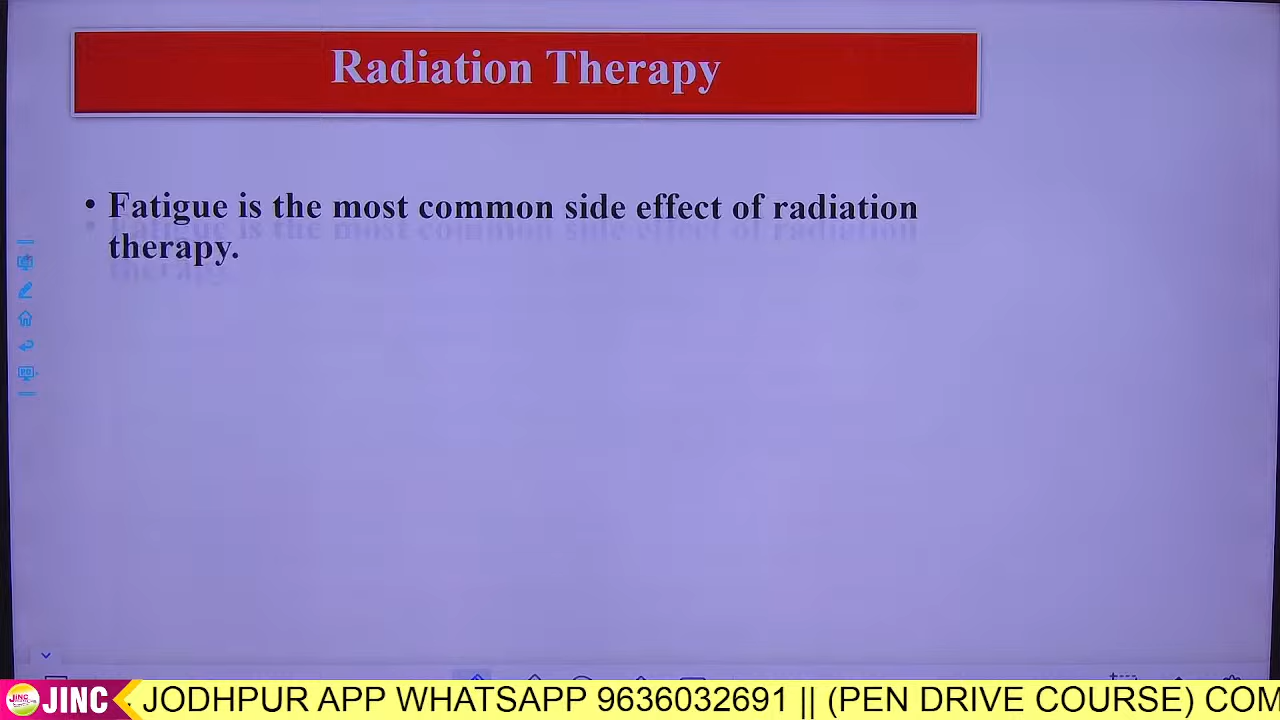 Radiation Therapy
• Fatigue is the most common side effect of radiation
therapy.
JINC
JODHPUR APP WHATSAPP 9636032691 || (PEN DRIVE COURSE) COM